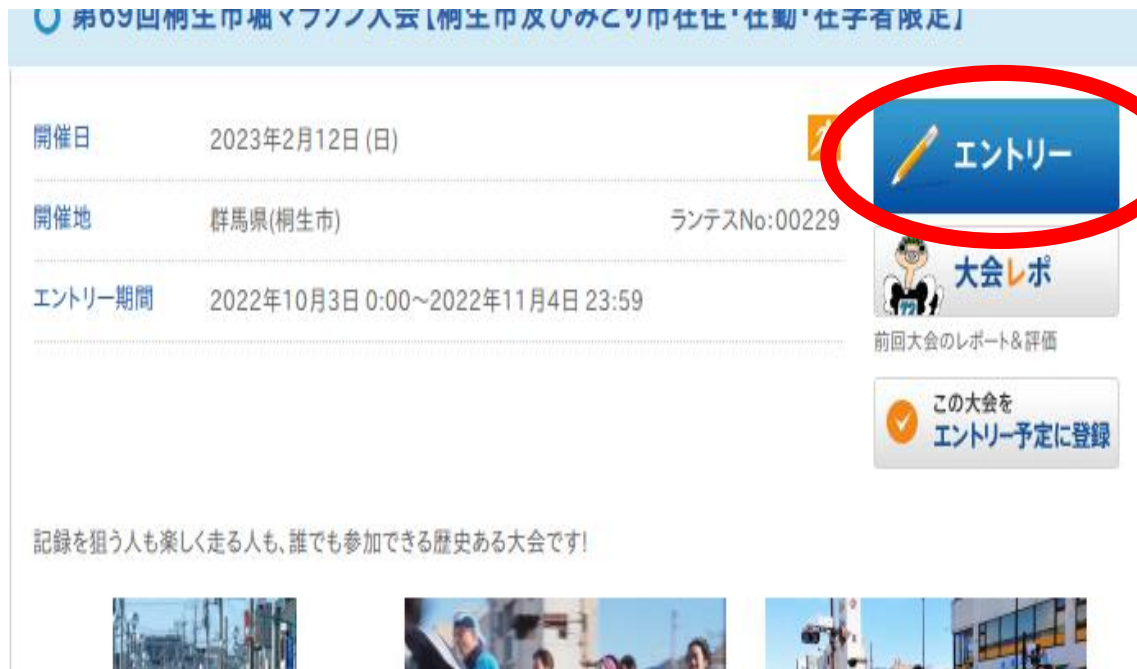 第69回桐生市堀マラソン大会【桐生市及びみどり市在住・在勤・在学者限定】
開催日 2023年2月12日(日)
エントリー
開催地 群馬県(桐生市) ランテスNo:00229
大会レポ
エントリー期間 2022年10月3日 0:00～2022年11月4日 23:59
前回大会のレポート&評価
この大会を
エントリー予定に登録
記録を狙う人も楽しく走る人も、誰でも参加できる歴史ある大会です!